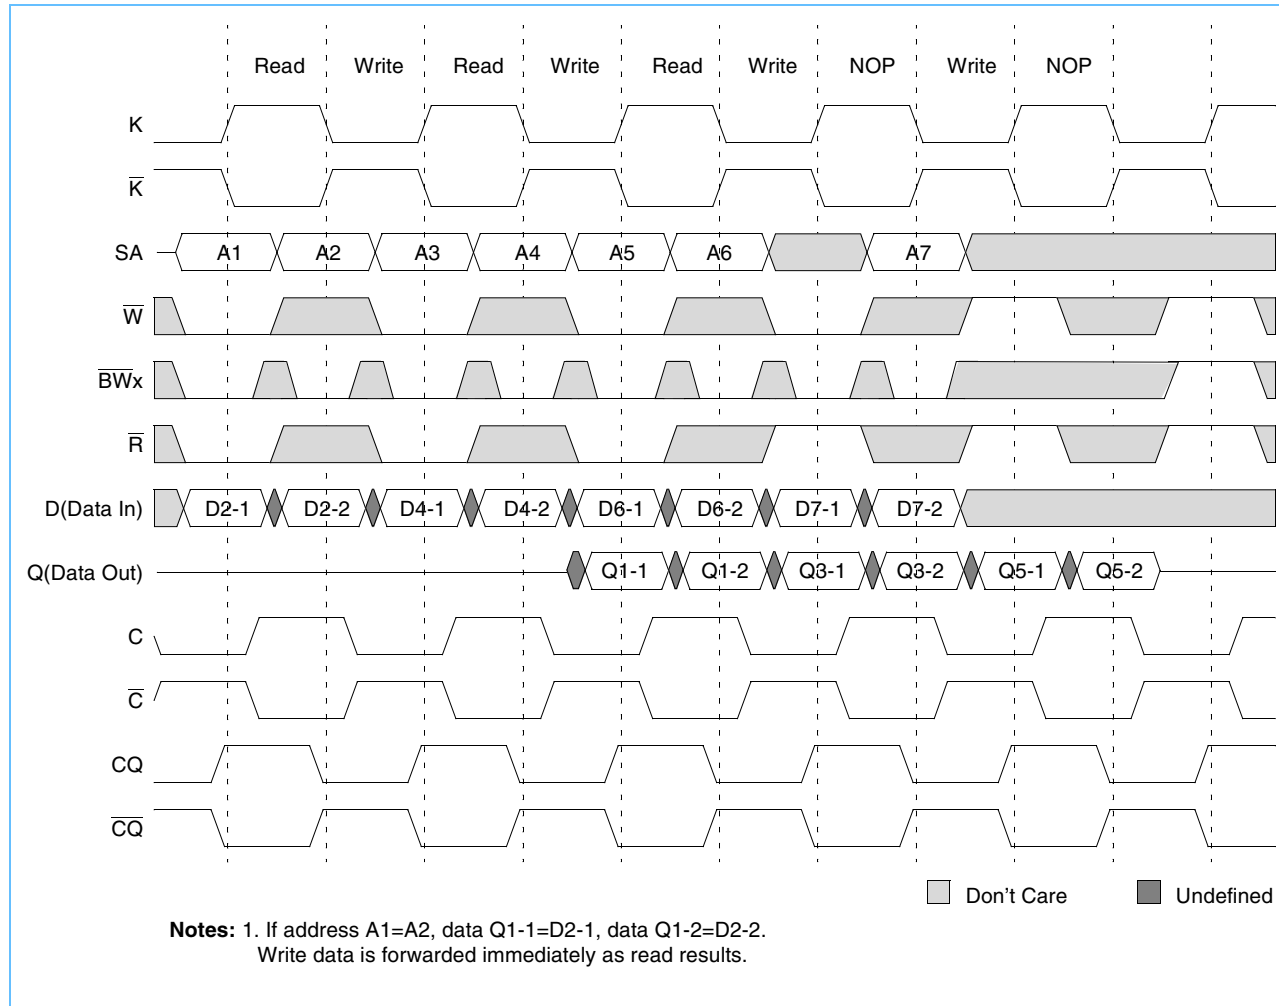 Read Write Read Write Read Write NOP Write NOP
K
K̅
SA A1 A2 A3 A4 A5 A6 A7
W̅
B̅W̅x
R̅
D(Data In) D2-1 D2-2 D4-1 D4-2 D6-1 D6-2 D7-1 D7-2
Q(Data Out) Q1-1 Q1-2 Q3-1 Q3-2 Q5-1 Q5-2
C
C̅
CQ
C̅Q̅
Don't Care Undefined
Notes: 1. If address A1=A2, data Q1-1=D2-1, data Q1-2=D2-2.
Write data is forwarded immediately as read results.